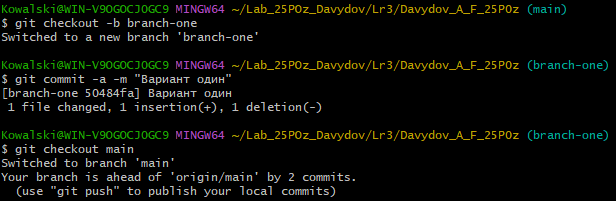 Kowalski@WIN-V9OGOCJ0GC9 MINGW64 ~/Lab_25POz_Davydov/Lr3/Davydov_A_F_25POz (main)
$ git checkout -b branch-one
Switched to a new branch 'branch-one'
Kowalski@WIN-V9OGOCJ0GC9 MINGW64 ~/Lab_25POz_Davydov/Lr3/Davydov_A_F_25POz (branch-one)
$ git commit -a -m "Вариант один"
[branch-one 50484fa] Вариант один
 1 file changed, 1 insertion(+), 1 deletion(-)
Kowalski@WIN-V9OGOCJ0GC9 MINGW64 ~/Lab_25POz_Davydov/Lr3/Davydov_A_F_25POz (branch-one)
$ git checkout main
Switched to branch 'main'
Your branch is ahead of 'origin/main' by 2 commits.
  (use "git push" to publish your local commits)